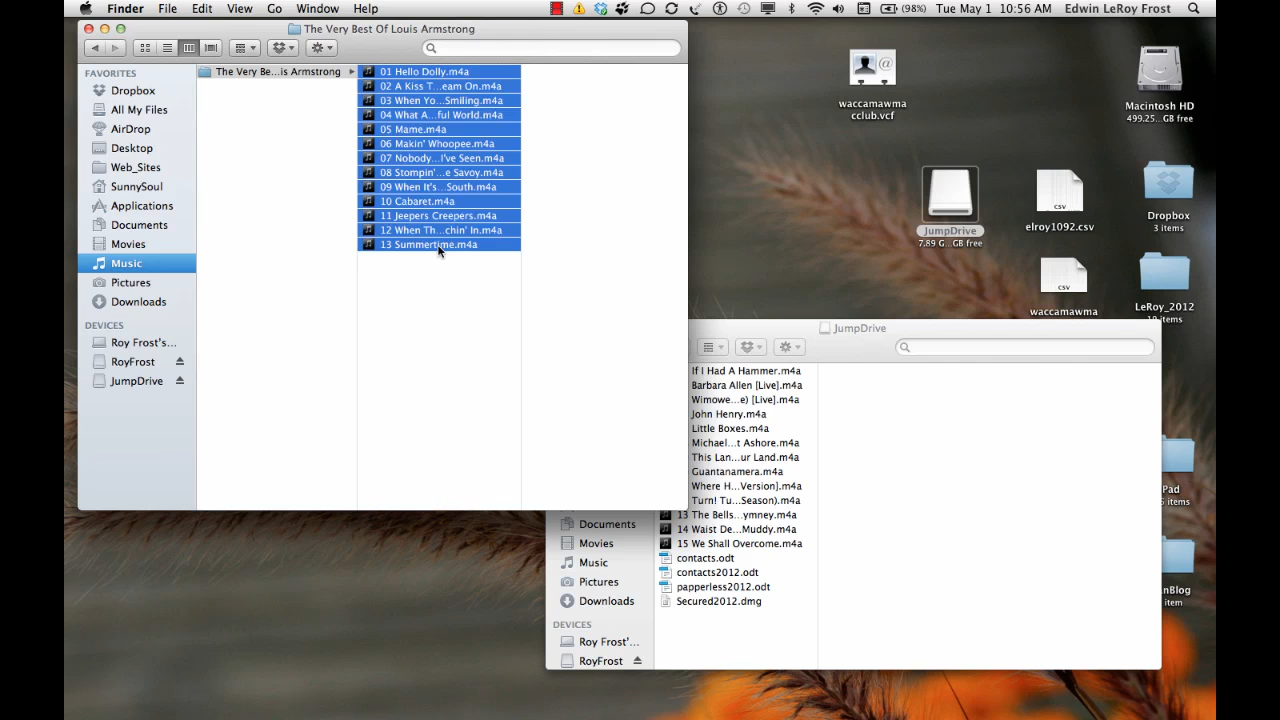 Finder File Edit View Go Window Help (98%) Tue May 1 10:56 AM Edwin LeRoy Frost
The Very Best Of Louis Armstrong
FAVORITES
Dropbox
All My Files
AirDrop
Desktop
Web_Sites
SunnySoul
Applications
Documents
Movies
Music
Pictures
Downloads
DEVICES
Roy Frost's...
RoyFrost
JumpDrive
The Very Be...is Armstrong
01 Hello Dolly.m4a
02 A Kiss T...eam On.m4a
03 When Yo...Smiling.m4a
04 What A...ful World.m4a
05 Mame.m4a
06 Makin' Whoopee.m4a
07 Nobody...I've Seen.m4a
08 Stompin'...e Savoy.m4a
09 When It's...South.m4a
10 Cabaret.m4a
11 Jeepers Creepers.m4a
12 When Th...chin' In.m4a
13 Summertime.m4a
waccamawma
cclub.vcf
Macintosh HD
499.25...GB free
JumpDrive
7.89 G...GB free
CSV
elroy1092.csv
Dropbox
3 items
CSV
waccamawma
LeRoy_2012
10 items
JumpDrive
If I Had A Hammer.m4a
Barbara Allen [Live].m4a
Wimowe...e) [Live].m4a
John Henry.m4a
Little Boxes.m4a
Michael...t Ashore.m4a
This Lan...ur Land.m4a
Guantanamera.m4a
Where H...Version].m4a
Turn! Tu...Season).m4a
13 The Bells...ymney.m4a
14 Waist De...Muddy.m4a
15 We Shall Overcome.m4a
contacts.odt
contacts2012.odt
papperless2012.odt
Secured2012.dmg
Documents
Movies
Music
Pictures
Downloads
DEVICES
Roy Frost'...
RoyFrost
Pad
items
nBlog
item